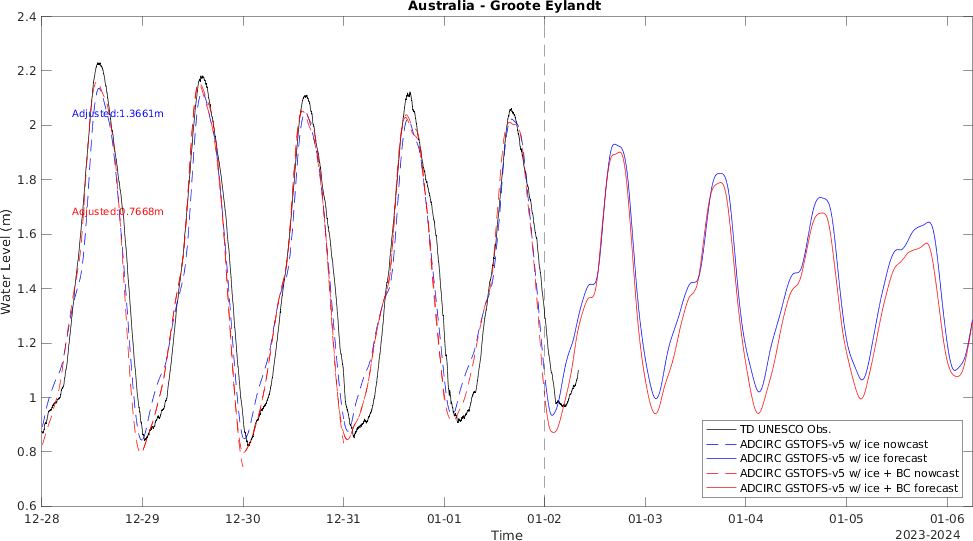 Australia - Groote Eylandt
2.4
2.2
2
1.8
1.6
1.4
1.2
1
0.8
0.6
Water Level (m)
Adjusted:1.3661m
Adjusted:0.7668m
TD UNESCO Obs.
ADCIRC GSTOFS-v5 w/ ice nowcast
ADCIRC GSTOFS-v5 w/ ice forecast
ADCIRC GSTOFS-v5 w/ ice + BC nowcast
ADCIRC GSTOFS-v5 w/ ice + BC forecast
12-28 12-29 12-30 12-31 01-01 01-02 01-03 01-04 01-05 01-06
Time
2023-2024